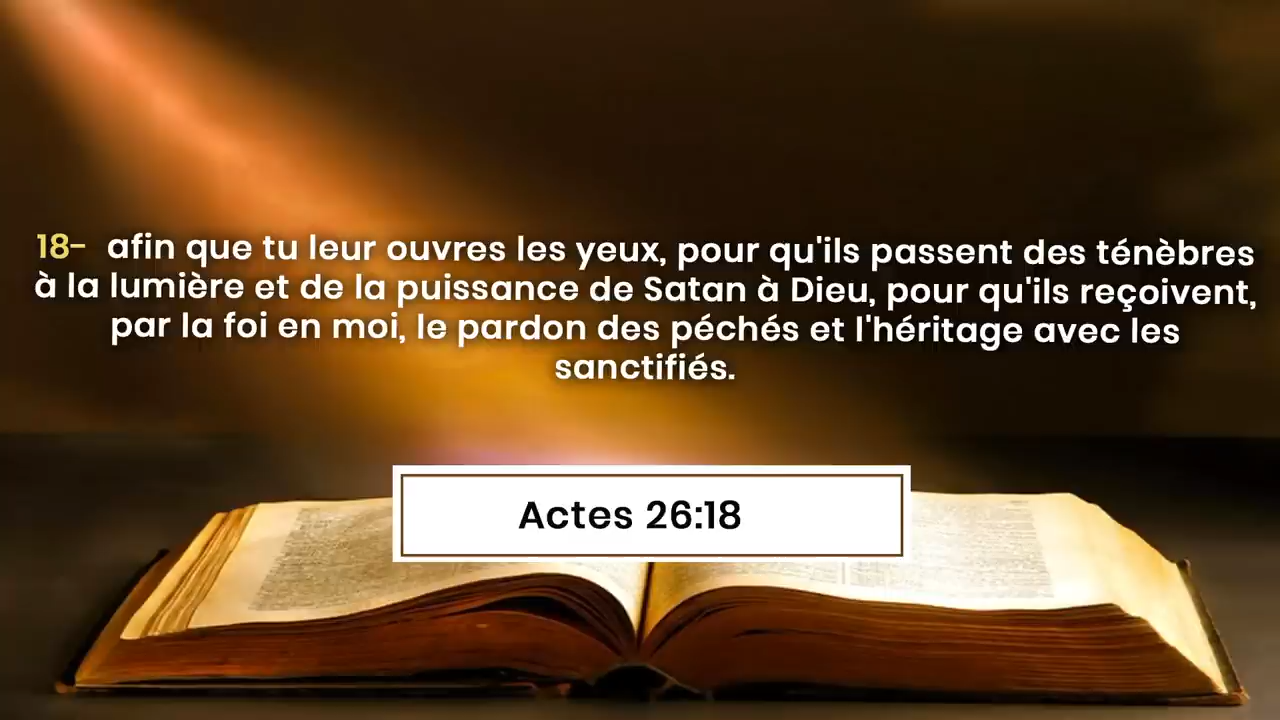 18- afin que tu leur ouvres les yeux, pour qu'ils passent des ténèbres
à la lumière et de la puissance de Satan à Dieu, pour qu'ils reçoivent,
par la foi en moi, le pardon des péchés et l'héritage avec les
sanctifiés.
Actes 26:18